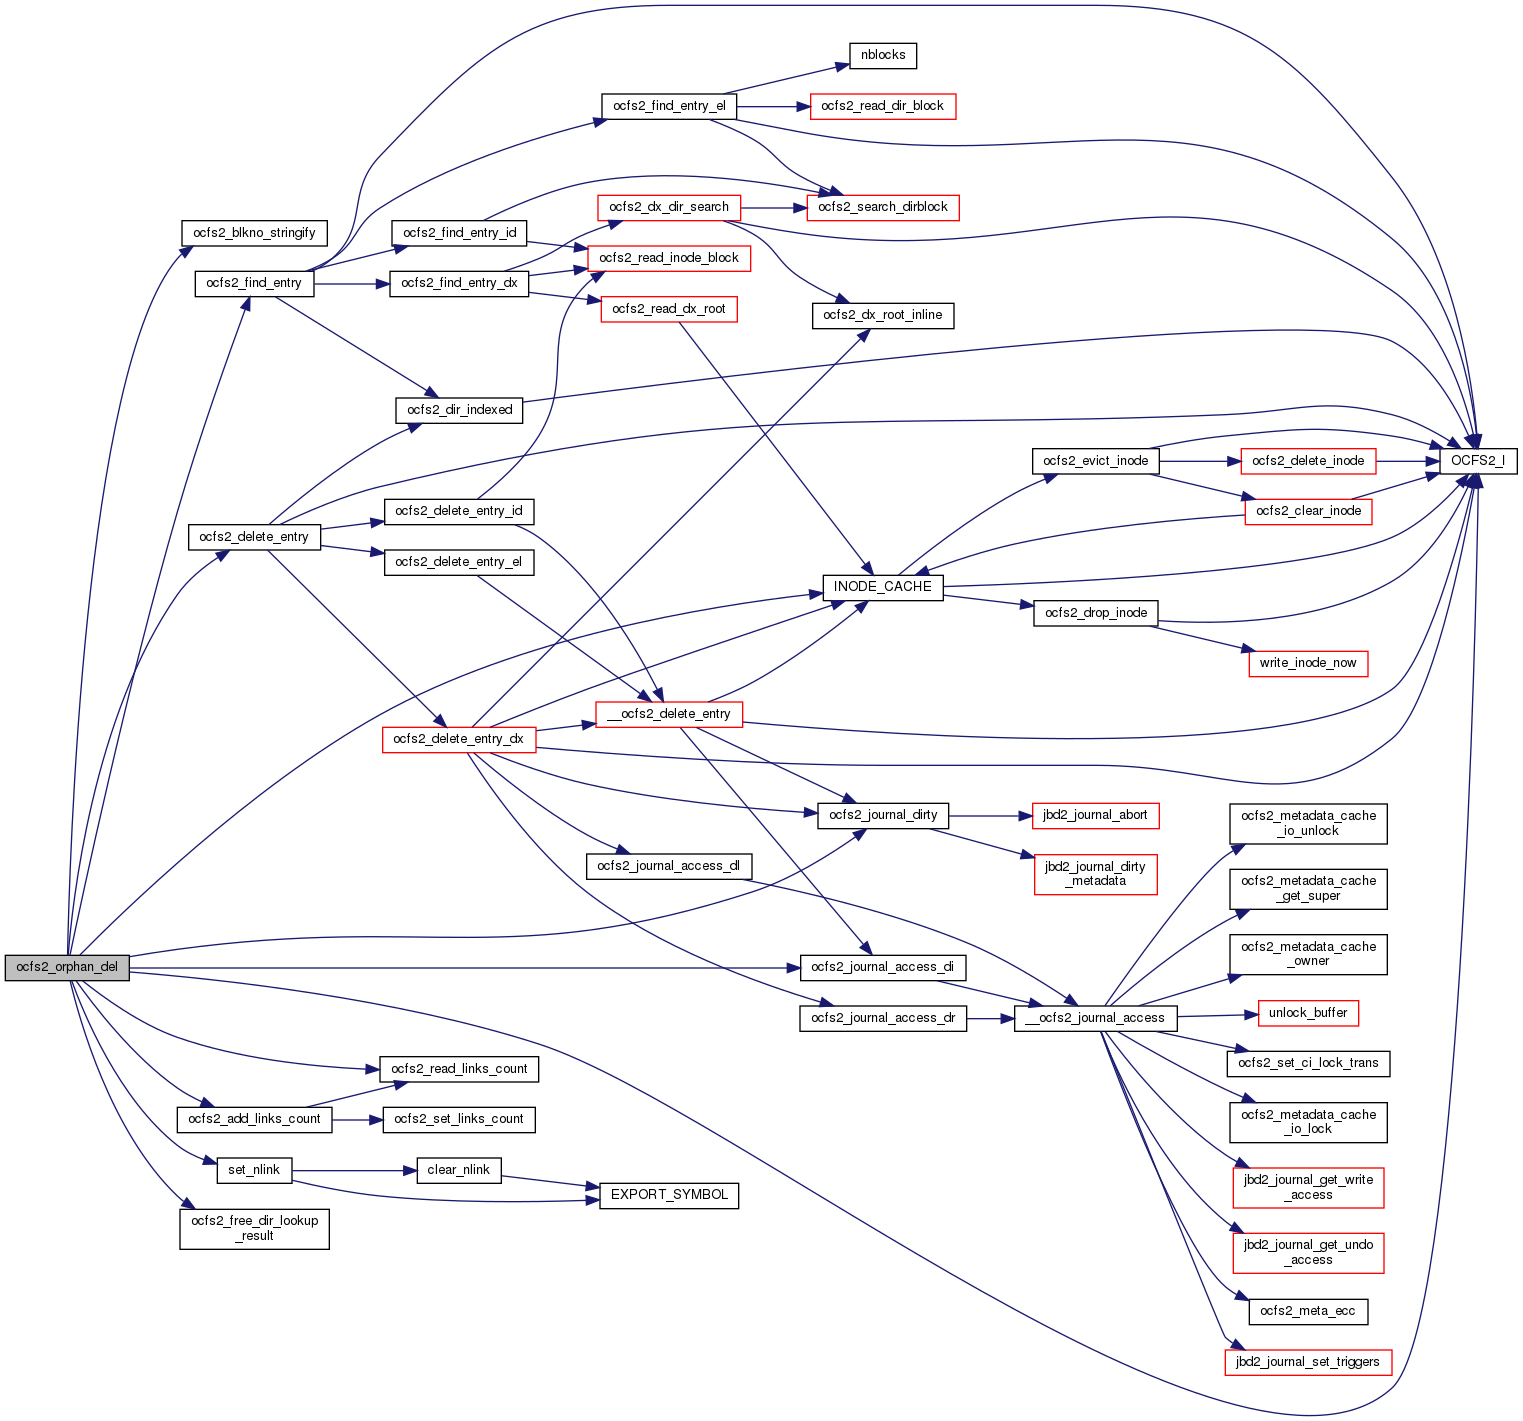 nblocks
ocfs2_find_entry_el
ocfs2_read_dir_block
ocfs2_dx_dir_search
ocfs2_search_dirblock
ocfs2_blkno_stringify
ocfs2_find_entry_id
ocfs2_read_inode_block
ocfs2_find_entry
ocfs2_find_entry_dx
ocfs2_read_dx_root
ocfs2_dx_root_inline
ocfs2_dir_indexed
ocfs2_evict_inode
ocfs2_delete_inode
OCFS2_I
ocfs2_delete_entry_id
ocfs2_clear_inode
ocfs2_delete_entry
ocfs2_delete_entry_el
INODE_CACHE
ocfs2_drop_inode
write_inode_now
__ocfs2_delete_entry
ocfs2_delete_entry_dx
ocfs2_journal_dirty
jbd2_journal_abort
ocfs2_metadata_cache
_io_unlock
ocfs2_journal_access_dl
jbd2_journal_dirty
_metadata
ocfs2_metadata_cache
_get_super
ocfs2_metadata_cache
_owner
ocfs2_orphan_del
ocfs2_journal_access_di
ocfs2_journal_access_dr
__ocfs2_journal_access
unlock_buffer
ocfs2_set_ci_lock_trans
ocfs2_read_links_count
ocfs2_add_links_count
ocfs2_set_links_count
ocfs2_metadata_cache
_io_lock
set_nlink
clear_nlink
EXPORT_SYMBOL
jbd2_journal_get_write
_access
ocfs2_free_dir_lookup
_result
jbd2_journal_get_undo
_access
ocfs2_meta_ecc
jbd2_journal_set_triggers